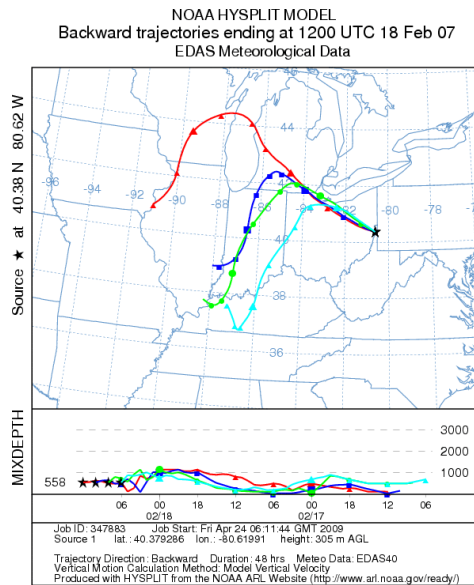 NOAA HYSPLIT MODEL
Backward trajectories ending at 1200 UTC 18 Feb 07
EDAS Meteorological Data
Source ★ at 40.38 N 80.62 W
-96 -94 -92 -90 -88 -86 -84 -82 -80 -78 -76
44
42
40
38
36
MIXDEPTH
3000
2000
1000
558
06 00 18 12 06 00 18 12 06
02/18 02/17
Job ID: 347883 Job Start: Fri Apr 24 06:11:44 GMT 2009
Source 1 lat.: 40.379286 lon.: -80.61991 height: 305 m AGL
Trajectory Direction: Backward Duration: 48 hrs Meteo Data: EDAS40
Vertical Motion Calculation Method: Model Vertical Velocity
Produced with HYSPLIT from the NOAA ARL Website (http://www.arl.noaa.gov/ready/)